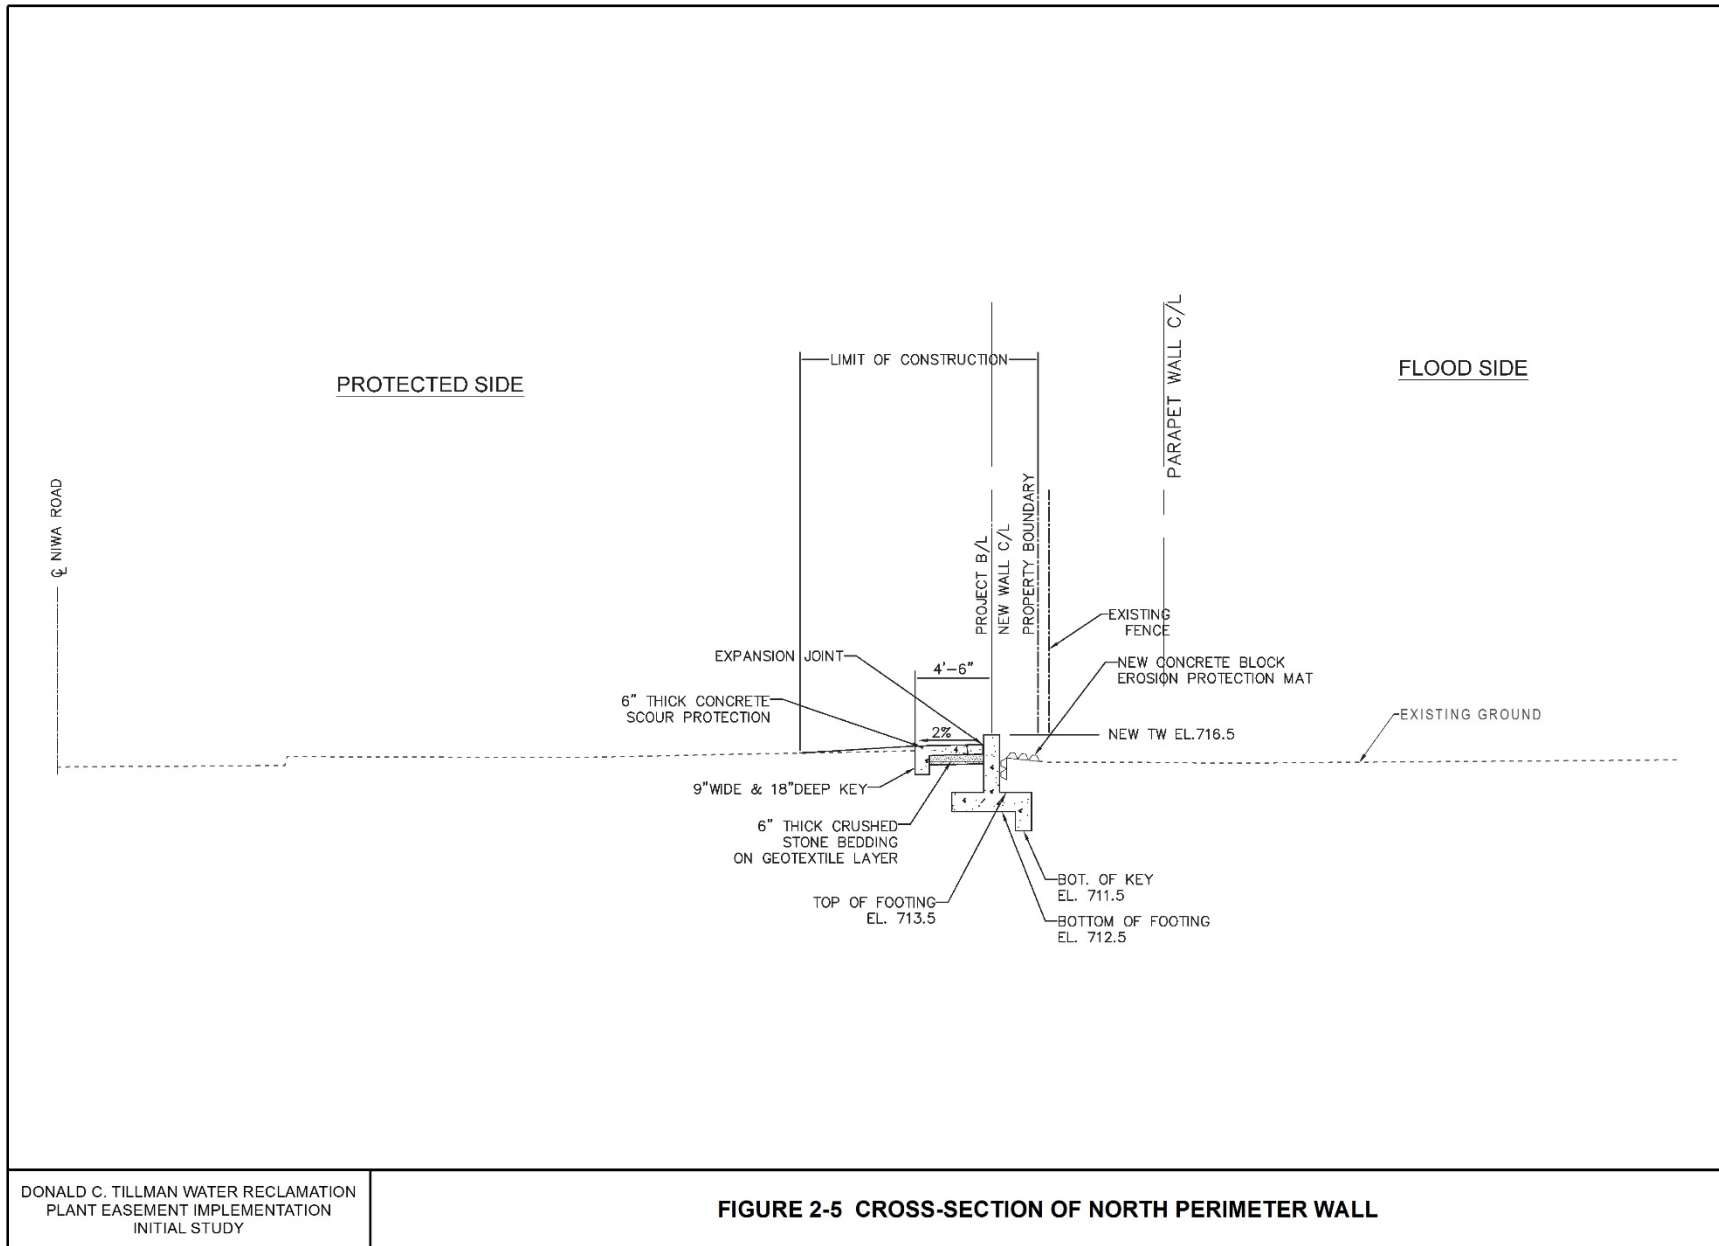 PROTECTED SIDE
FLOOD SIDE
LIMIT OF CONSTRUCTION
PARAPET WALL C/L
℄ NIWA ROAD
PROJECT B/L
NEW WALL C/L
PROPERTY BOUNDARY
EXISTING
FENCE
EXPANSION JOINT
4'-6"
NEW CONCRETE BLOCK
EROSION PROTECTION MAT
6" THICK CONCRETE
SCOUR PROTECTION
2%
NEW TW EL.716.5
EXISTING GROUND
9"WIDE & 18"DEEP KEY
6" THICK CRUSHED
STONE BEDDING
ON GEOTEXTILE LAYER
TOP OF FOOTING
EL. 713.5
BOT. OF KEY
EL. 711.5
BOTTOM OF FOOTING
EL. 712.5
DONALD C. TILLMAN WATER RECLAMATION
PLANT EASEMENT IMPLEMENTATION
INITIAL STUDY
FIGURE 2-5 CROSS-SECTION OF NORTH PERIMETER WALL